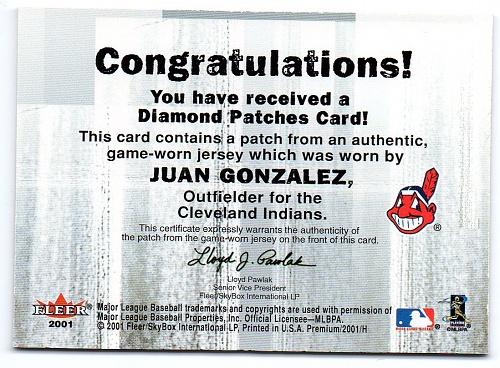 Congratulations!
You have received a
Diamond Patches Card!
This card contains a patch from an authentic,
game-worn jersey which was worn by
JUAN GONZALEZ,
Outfielder for the
Cleveland Indians.
This certificate expressly warrants the authenticity of
the patch from the game-worn jersey on the front of this card.
Lloyd J. Pawlak
Lloyd Pawlak
Senior Vice President
Fleer/SkyBox International LP
FLEER®
2001
Major League Baseball trademarks and copyrights are used with permission of
Major League Baseball Properties, Inc. Official Licensee—MLBPA.
© 2001 Fleer/SkyBox International LP, Printed in U.S.A. Premium/2001/H
®
©MLBPA